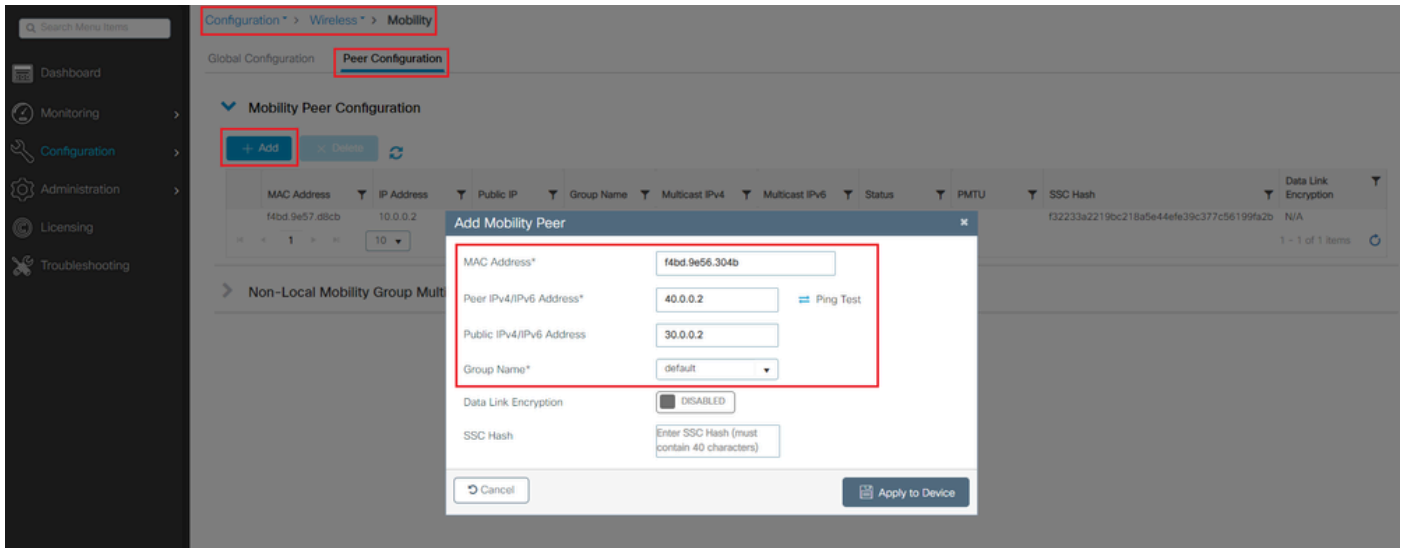 Search Menu Items
Configuration > Wireless > Mobility
Global Configuration
Peer Configuration
Dashboard
Monitoring
Configuration
Administration
Licensing
Troubleshooting
Mobility Peer Configuration
+ Add
× Delete
MAC Address IP Address Public IP Group Name Multicast IPv4 Multicast IPv6 Status PMTU SSC Hash Data Link Encryption
f4bd.9e57.d8cb 10.0.0.2 f32233a2219bc218a5e44efe39c377c56199fa2b N/A
1 10 1 - 1 of 1 items
Non-Local Mobility Group Multi
Add Mobility Peer
MAC Address* f4bd.9e56.304b
Peer IPv4/IPv6 Address* 40.0.0.2 Ping Test
Public IPv4/IPv6 Address 30.0.0.2
Group Name* default
Data Link Encryption DISABLED
SSC Hash Enter SSC Hash (must
contain 40 characters)
Cancel
Apply to Device